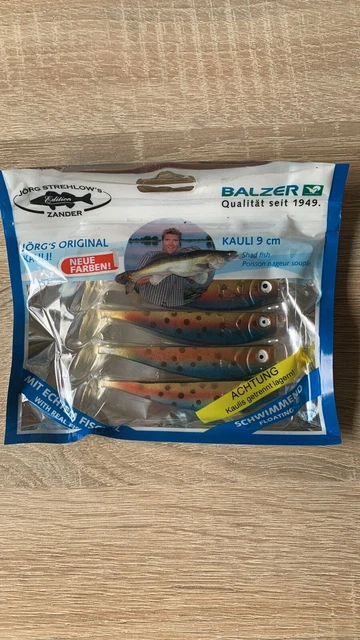 JÖRG STREHLOW's
Edition
ZANDER
BALZER
Qualität seit 1949.
JÖRG'S ORIGINAL
NEUE
FARBEN!
KAULI 9 cm
Shad fish
Poisson nageur souple
ACHTUNG
Kaulis getrennt lagern!
MIT ECHTEM
WITH REAL
SCHWIMMEND
FLOATING